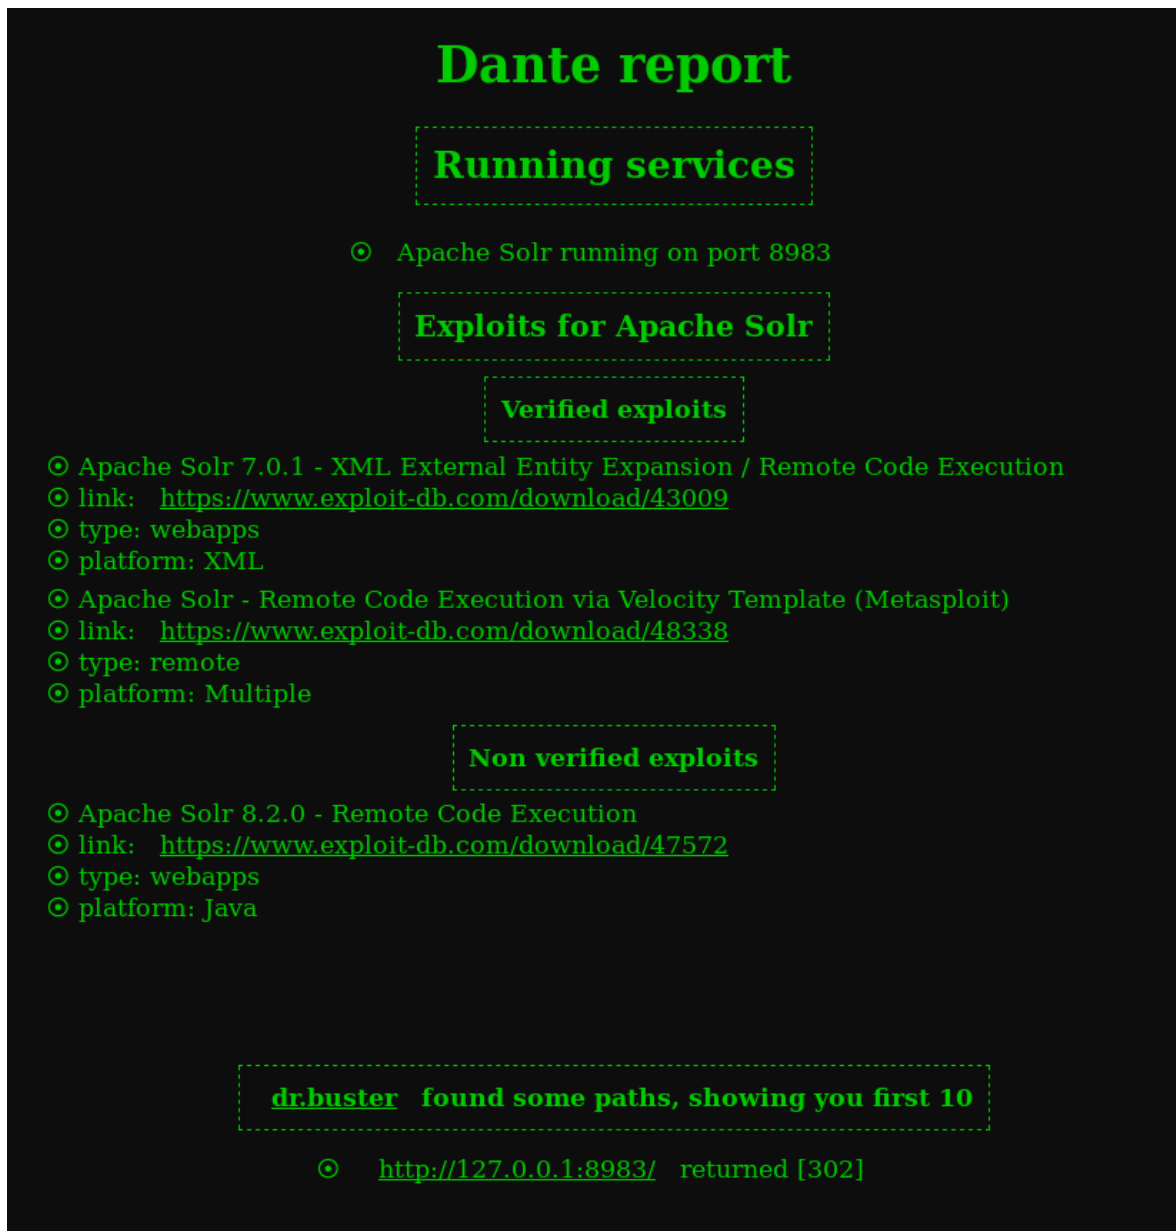 Dante report
Running services
Apache Solr running on port 8983
Exploits for Apache Solr
Verified exploits
Apache Solr 7.0.1 - XML External Entity Expansion / Remote Code Execution
link: https://www.exploit-db.com/download/43009
type: webapps
platform: XML
Apache Solr - Remote Code Execution via Velocity Template (Metasploit)
link: https://www.exploit-db.com/download/48338
type: remote
platform: Multiple
Non verified exploits
Apache Solr 8.2.0 - Remote Code Execution
link: https://www.exploit-db.com/download/47572
type: webapps
platform: Java
dr.buster found some paths, showing you first 10
http://127.0.0.1:8983/ returned [302]